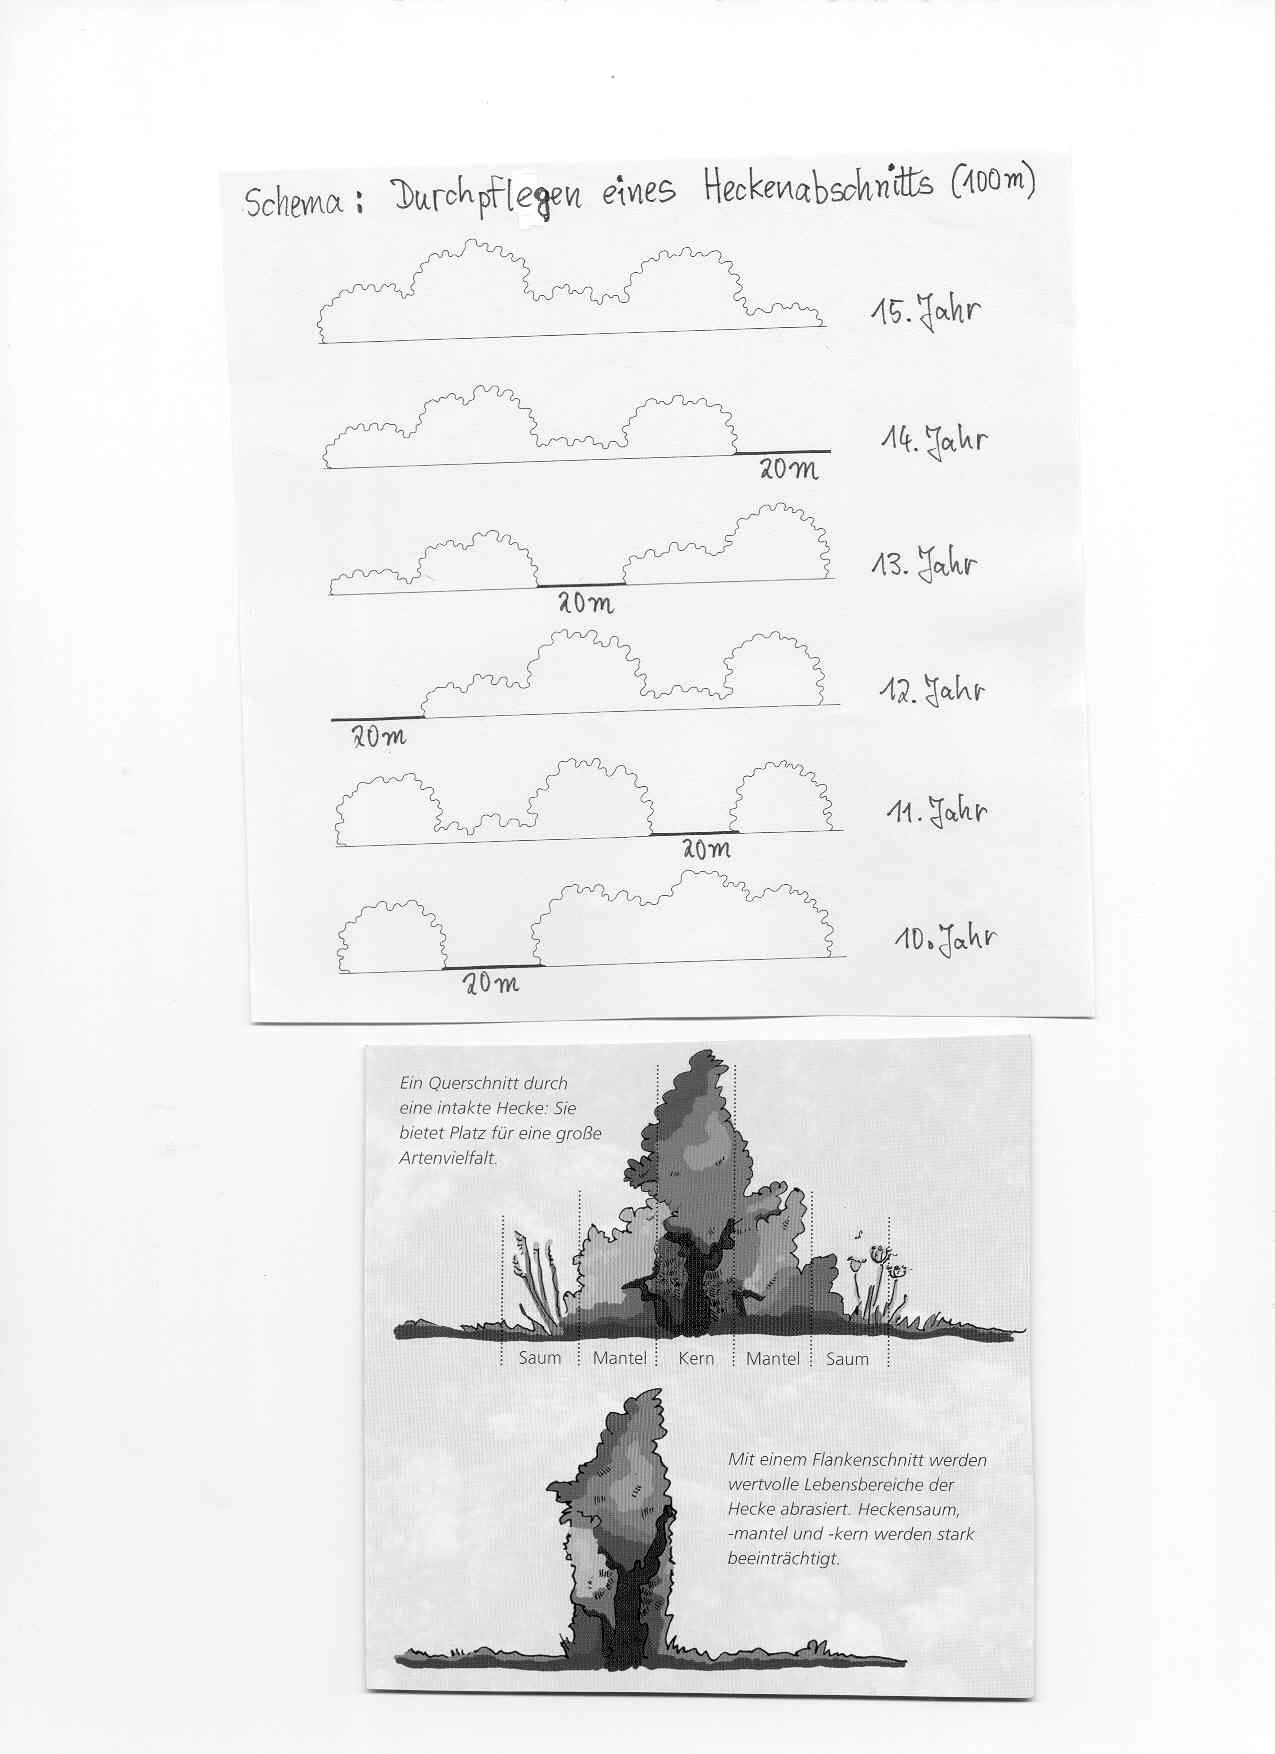 Schema: Durchpflegen eines Heckenabschnitts (100m)
15. Jahr
14. Jahr
20m
13. Jahr
20m
12. Jahr
20m
11. Jahr
20m
10. Jahr
20m
Ein Querschnitt durch
eine intakte Hecke: Sie
bietet Platz für eine große
Artenvielfalt.
Saum Mantel Kern Mantel Saum
Mit einem Flankenschnitt werden
wertvolle Lebensbereiche der
Hecke abrasiert. Heckensaum,
-mantel und -kern werden stark
beeinträchtigt.